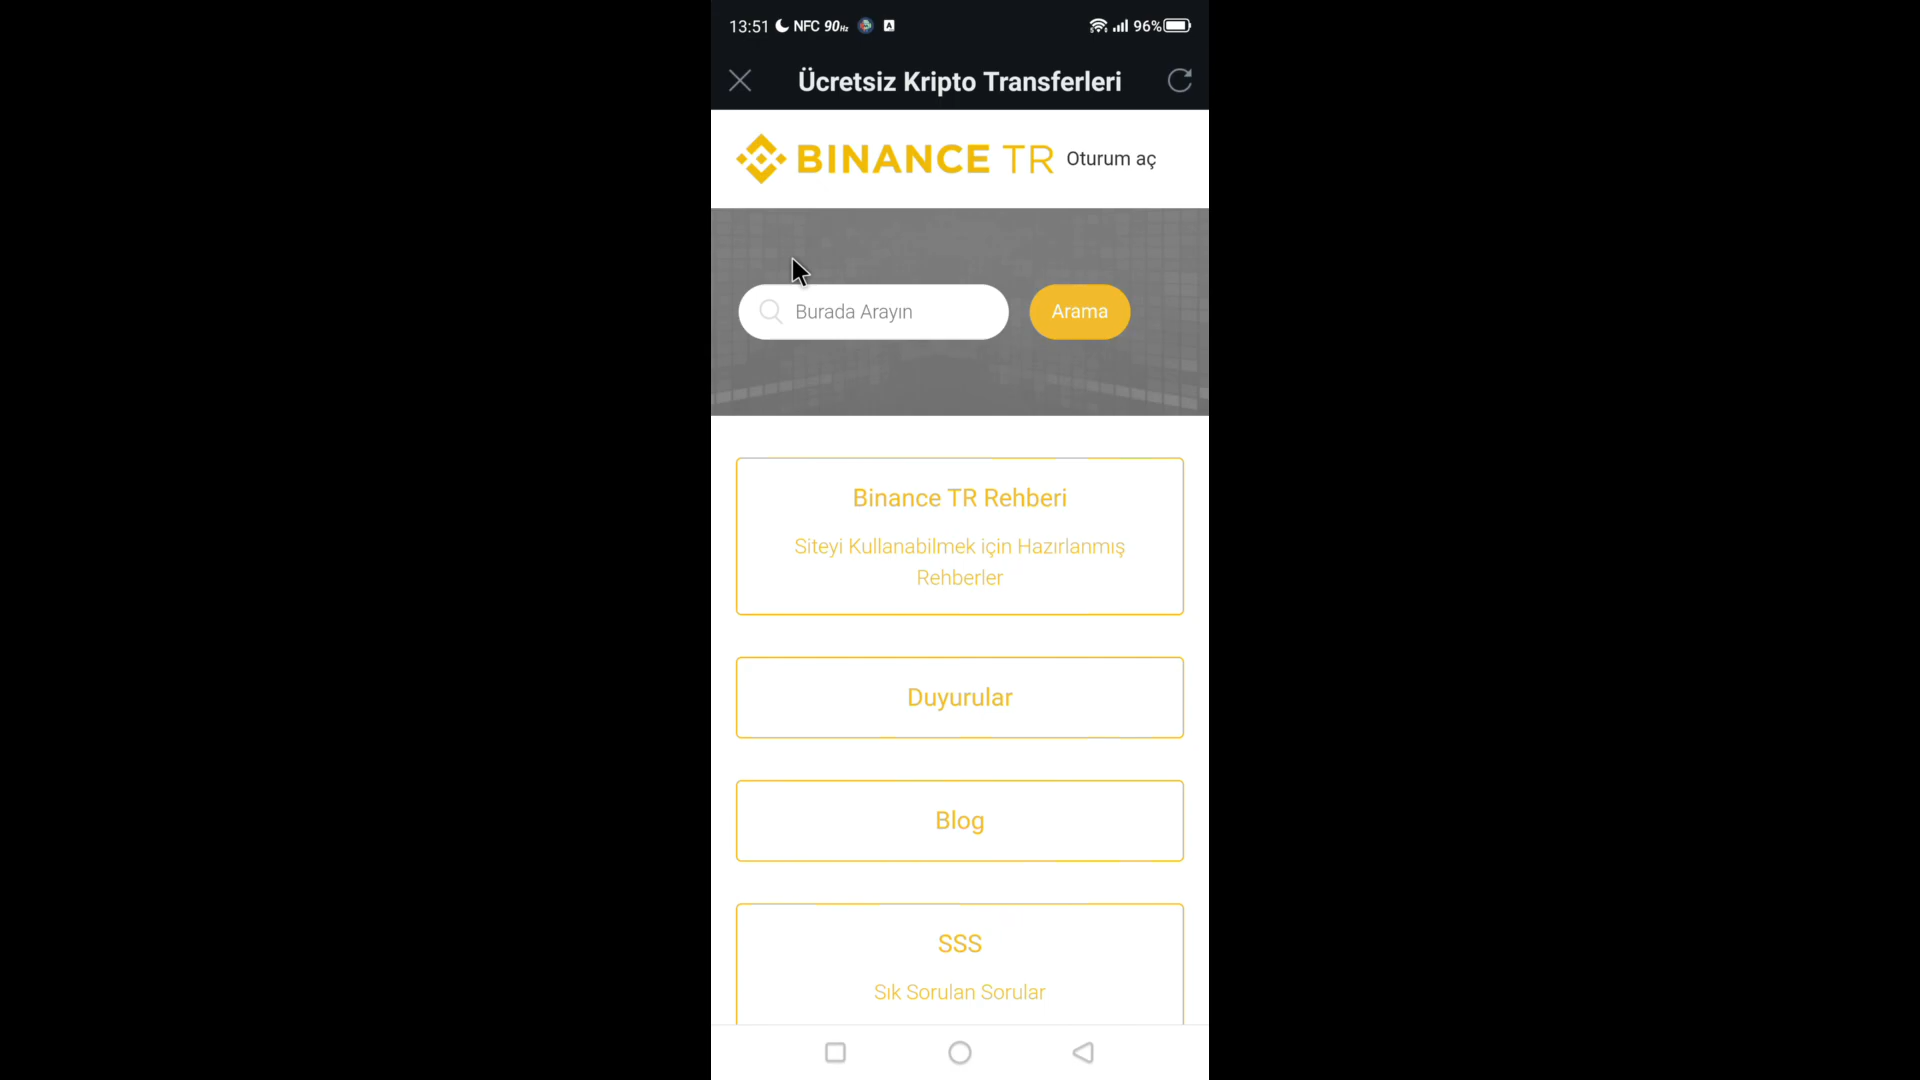 13:51 NFC 90Hz 96%
Ücretsiz Kripto Transferleri
BINANCE TR Oturum aç
Burada Arayın Arama
Binance TR Rehberi
Siteyi Kullanabilmek için Hazırlanmış
Rehberler
Duyurular
Blog
SSS
Sık Sorulan Sorular